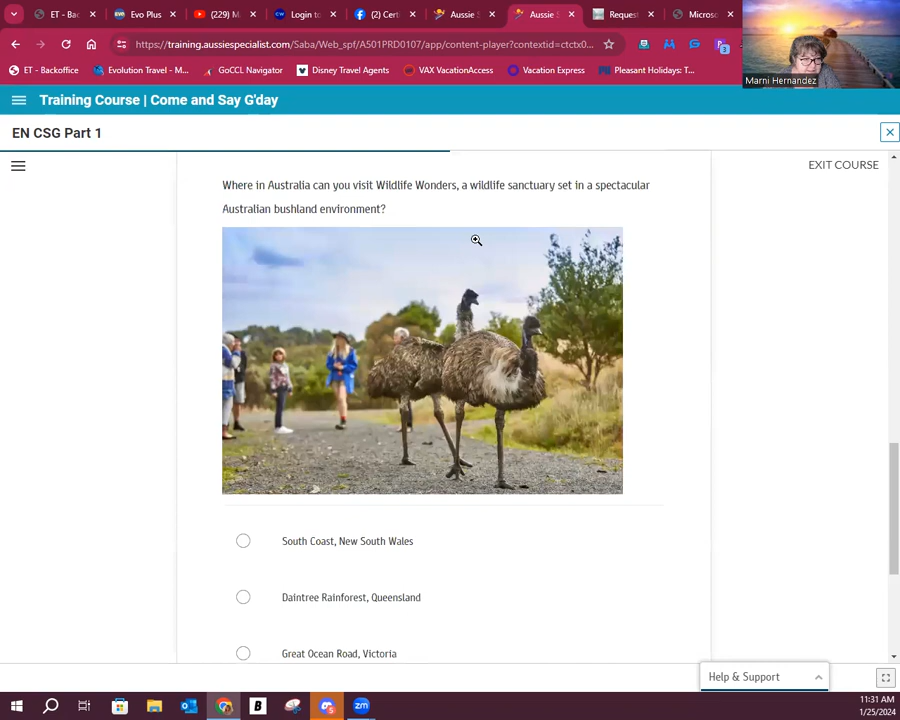 ET - Bac
Evo Plus
(229) M
Login to
(2) Certi
Aussie S
Aussie S
Request
Microsc
https://training.aussiespecialist.com/Saba/Web_spf/A501PRD0107/app/content-player?contextid=ctctx0...
3
ET - Backoffice
Evolution Travel - M...
GoCCL Navigator
Disney Travel Agents
VAX VacationAccess
Vacation Express
Pleasant Holidays: T...
Marni Hernandez
Training Course | Come and Say G'day
EN CSG Part 1
EXIT COURSE
Where in Australia can you visit Wildlife Wonders, a wildlife sanctuary set in a spectacular
Australian bushland environment?
South Coast, New South Wales
Daintree Rainforest, Queensland
Great Ocean Road, Victoria
Help & Support
11:31 AM
1/25/2024